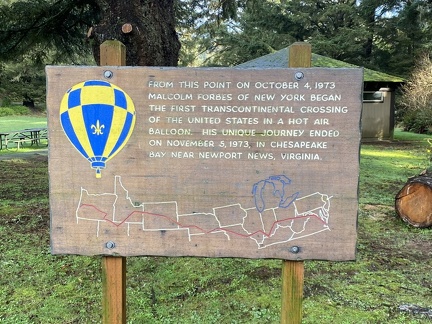 FROM THIS POINT ON OCTOBER 4, 1973
MALCOLM FORBES OF NEW YORK BEGAN
THE FIRST TRANSCONTINENTAL CROSSING
OF THE UNITED STATES IN A HOT AIR
BALLOON. HIS UNIQUE JOURNEY ENDED
ON NOVEMBER 5, 1973, IN CHESAPEAKE
BAY NEAR NEWPORT NEWS, VIRGINIA.